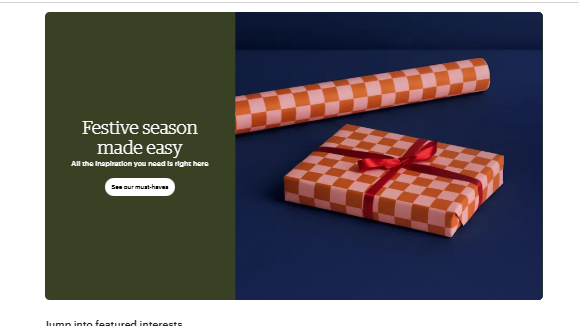 Festive season
made easy
All the inspiration you need is right here
See our must-haves
Jump into featured interests